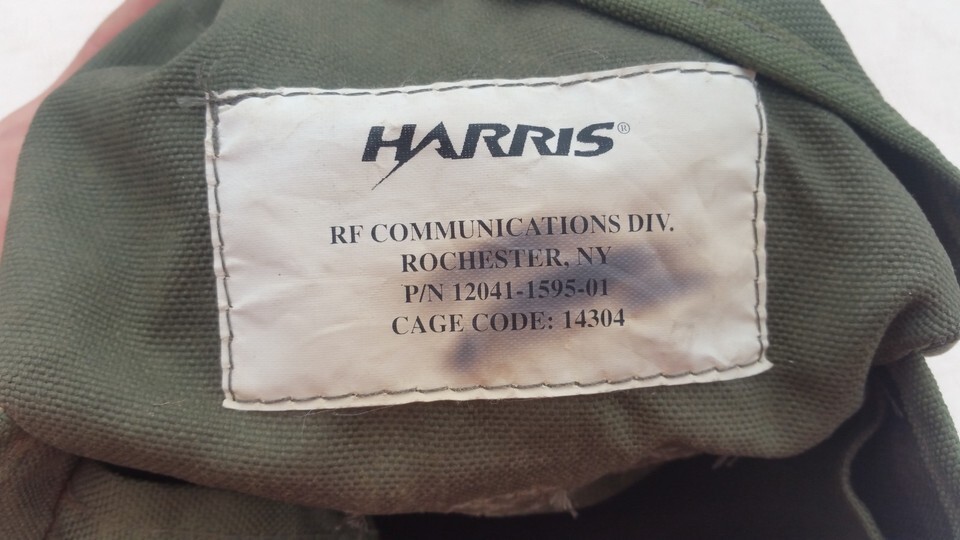 HARRIS®
RF COMMUNICATIONS DIV.
ROCHESTER, NY
P/N 12041-1595-01
CAGE CODE: 14304